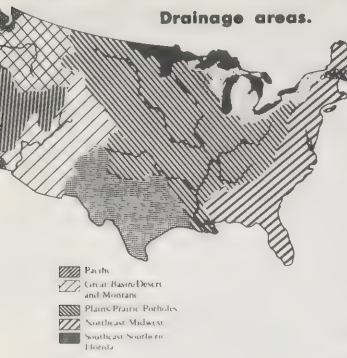 Drainage areas.
Pacific
Great Basin/Desert
and Montane
Plains/Prairie Potholes
Northeast-Midwest
Southeast-Southern
Florida